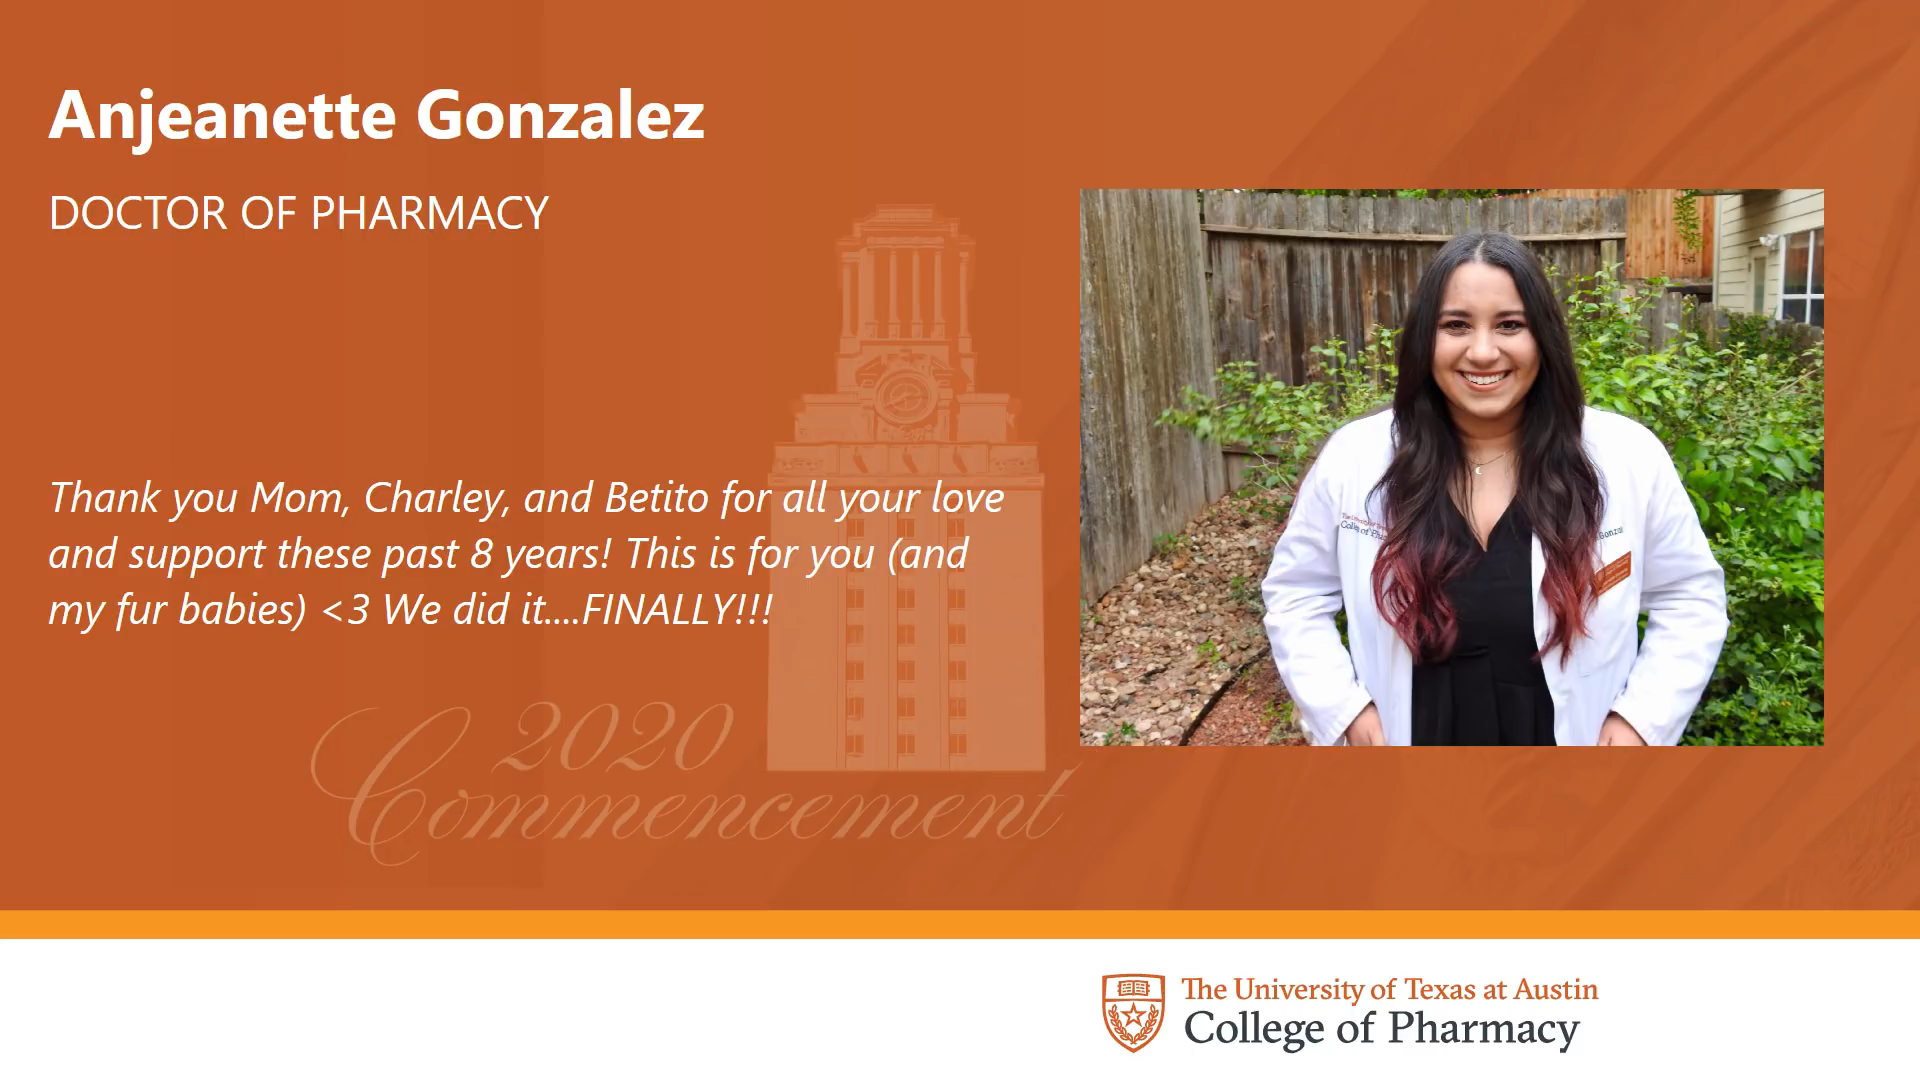 Anjeanette Gonzalez
DOCTOR OF PHARMACY
Thank you Mom, Charley, and Betito for all your love
and support these past 8 years! This is for you (and
my fur babies) <3 We did it....FINALLY!!!
2020
Commencement
The University of Texas at Austin
College of Pharmacy